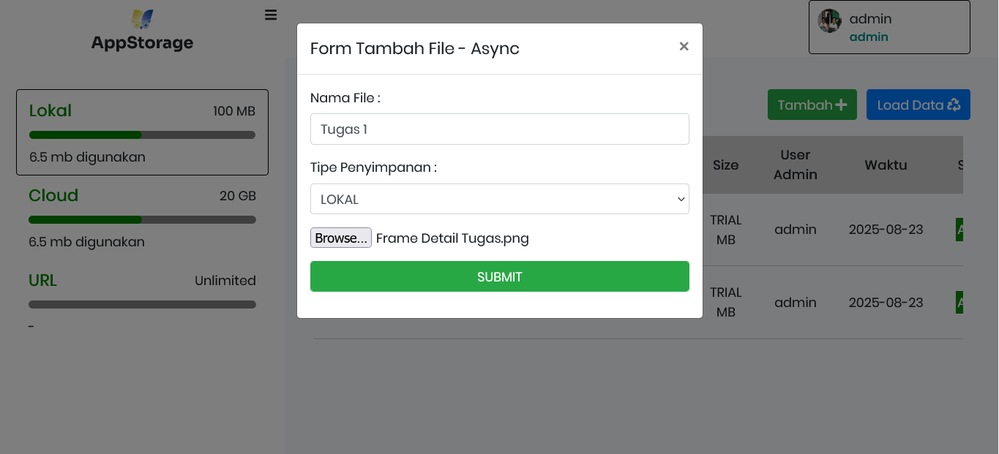 AppStorage
Lokal 100 MB
6.5 mb digunakan
Cloud 20 GB
6.5 mb digunakan
URL Unlimited
-
Form Tambah File - Async ×
Nama File :
Tugas 1
Tipe Penyimpanan :
LOKAL
Browse... Frame Detail Tugas.png
SUBMIT
admin
admin
Tambah
Load Data
Size
User
Admin
Waktu
TRIAL
MB
admin
2025-08-23
TRIAL
MB
admin
2025-08-23